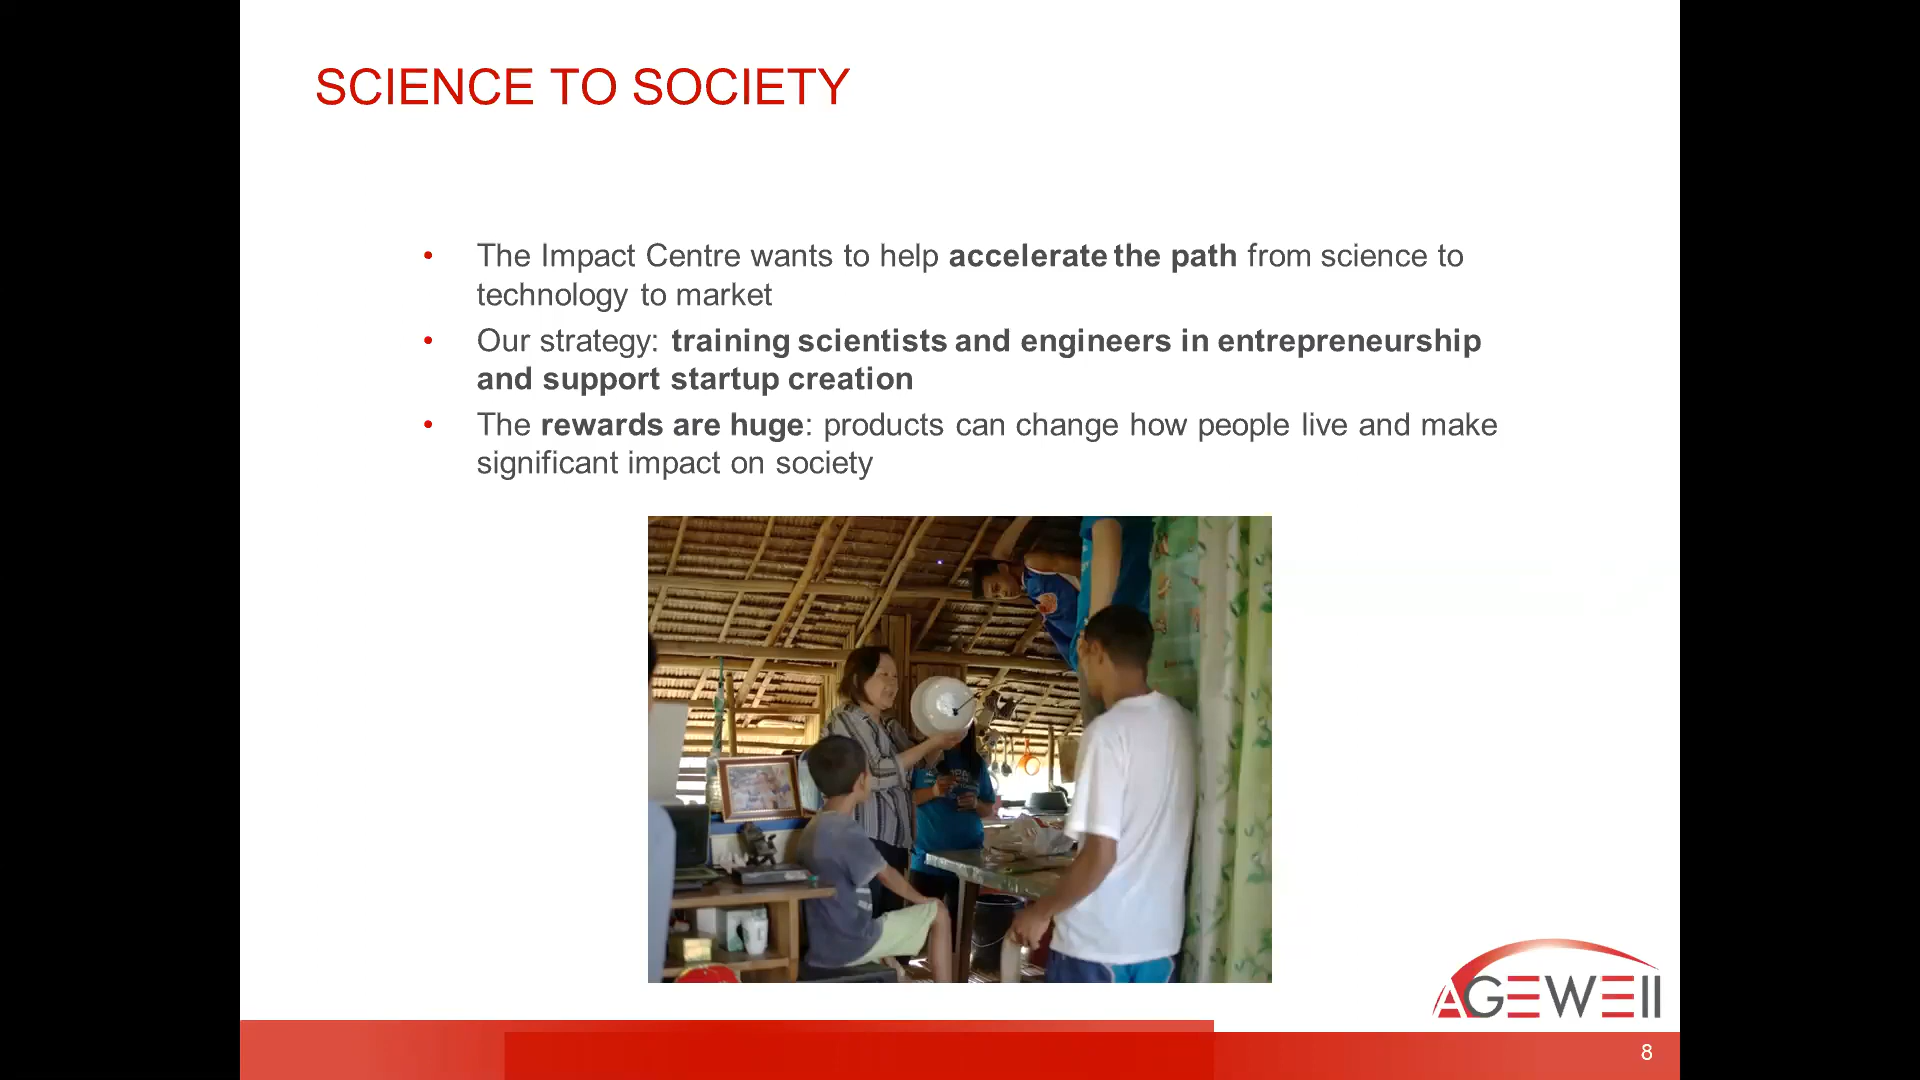 SCIENCE TO SOCIETY
• The Impact Centre wants to help accelerate the path from science to
technology to market
• Our strategy: training scientists and engineers in entrepreneurship
and support startup creation
• The rewards are huge: products can change how people live and make
significant impact on society
AGEWEll
8